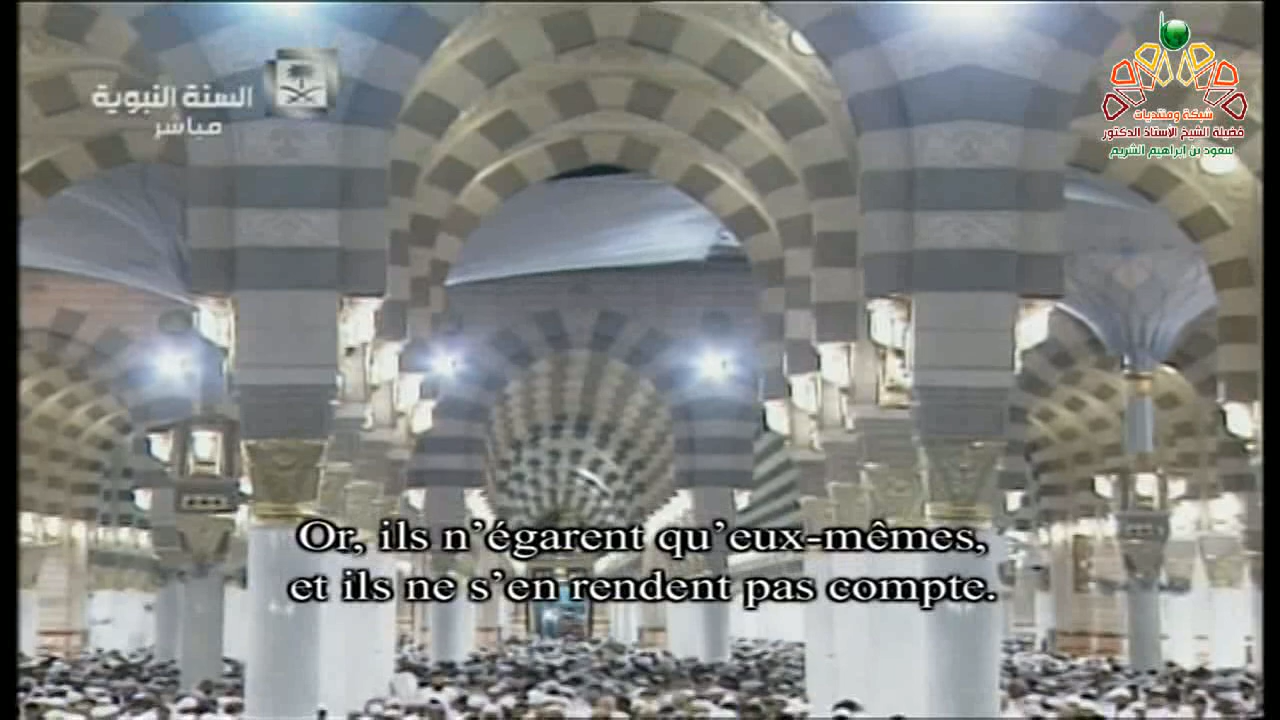 السنة النبوية
مباشر
شبكة ومنتديات
فضيلة الشيخ الأستاذ الدكتور
سعود بن إبراهيم الشريم
Or, ils n'égarent qu'eux-mêmes,
et ils ne s'en rendent pas compte.